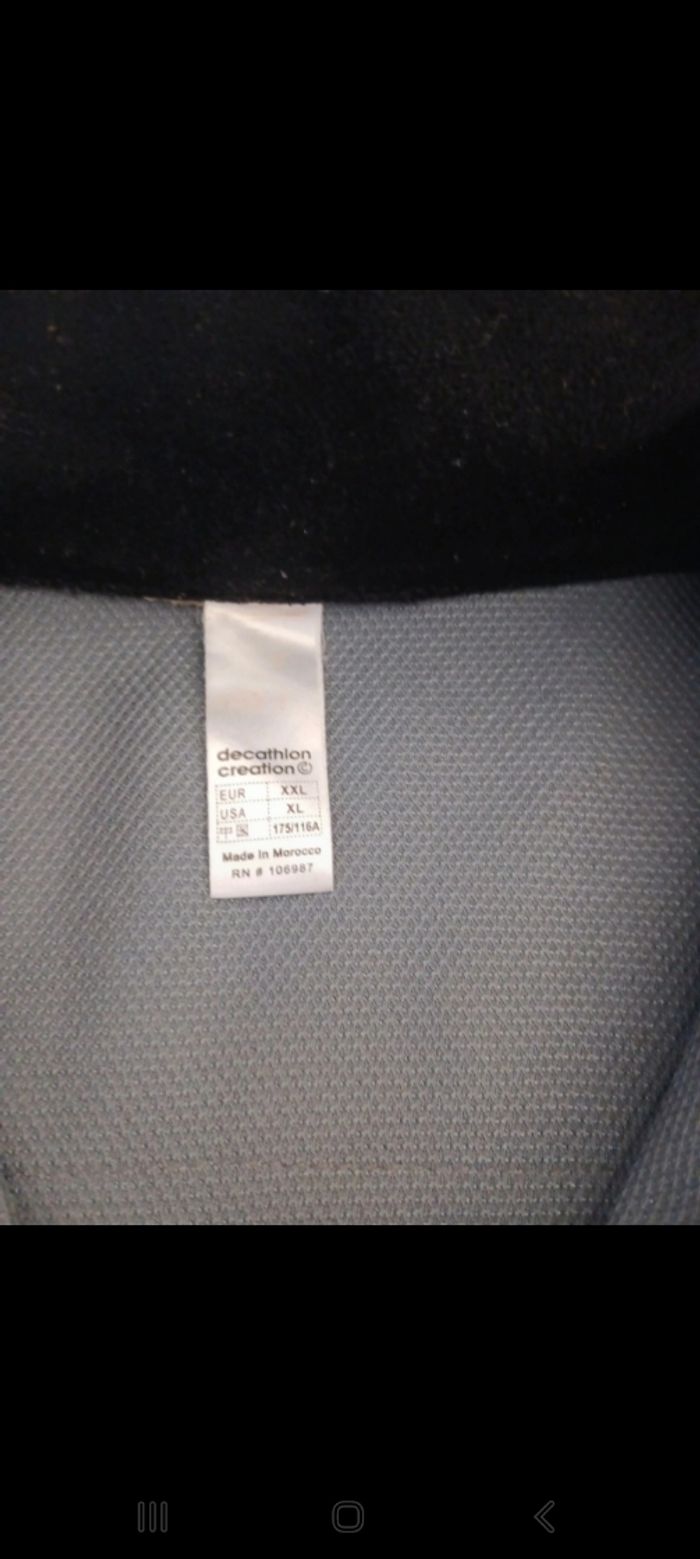 decathlon
creation©
EUR XXL
USA XL
175/116A
Made in Morocco
RN # 106987